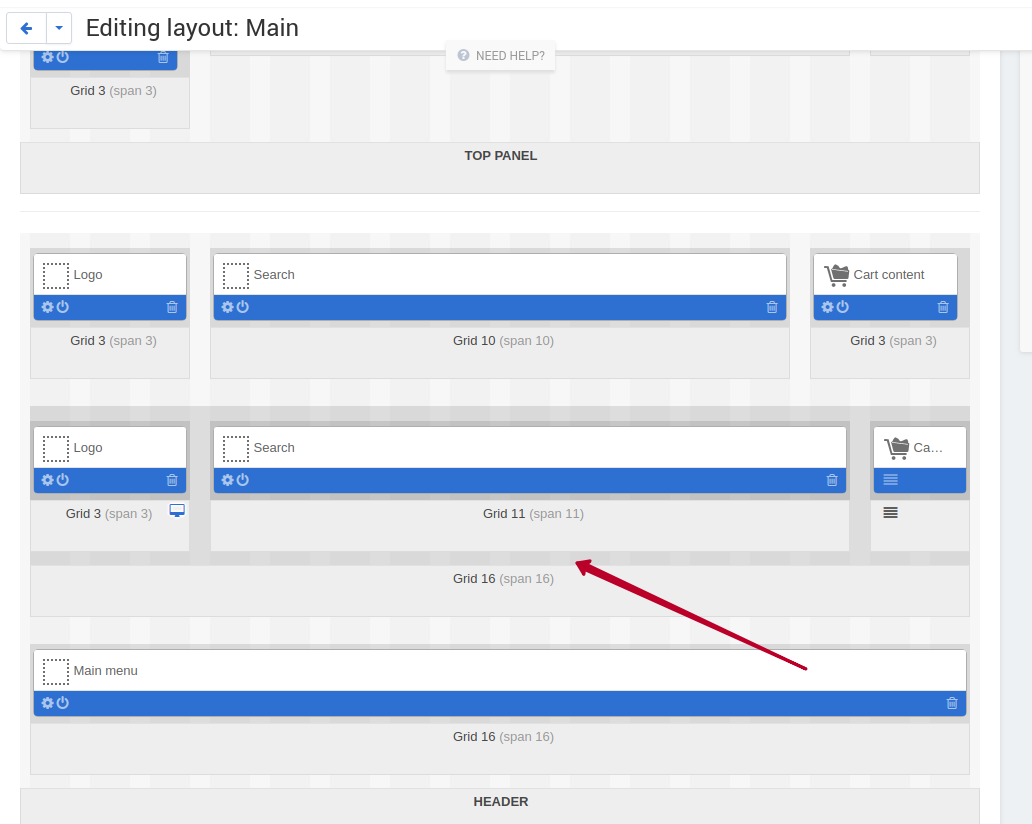 Editing layout: Main
NEED HELP?
Grid 3 (span 3)
TOP PANEL
Logo
Search
Cart content
Grid 3 (span 3)
Grid 10 (span 10)
Grid 3 (span 3)
Logo
Search
Ca...
Grid 3 (span 3)
Grid 11 (span 11)
Grid 16 (span 16)
Main menu
Grid 16 (span 16)
HEADER